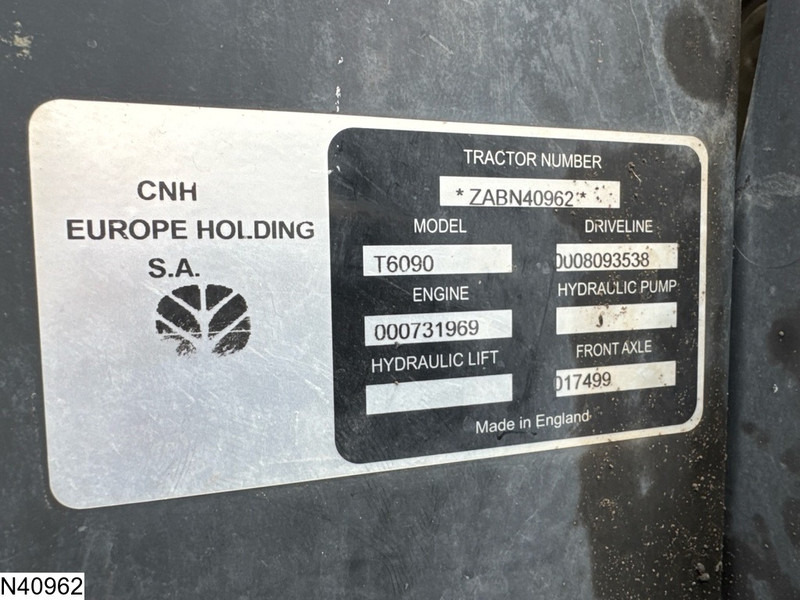 CNH
EUROPE HOLDING
S.A.
TRACTOR NUMBER
*ZABN40962*
MODEL
DRIVELINE
T6090
0008093538
ENGINE
HYDRAULIC PUMP
000731969
HYDRAULIC LIFT
FRONT AXLE
017499
Made in England
N40962